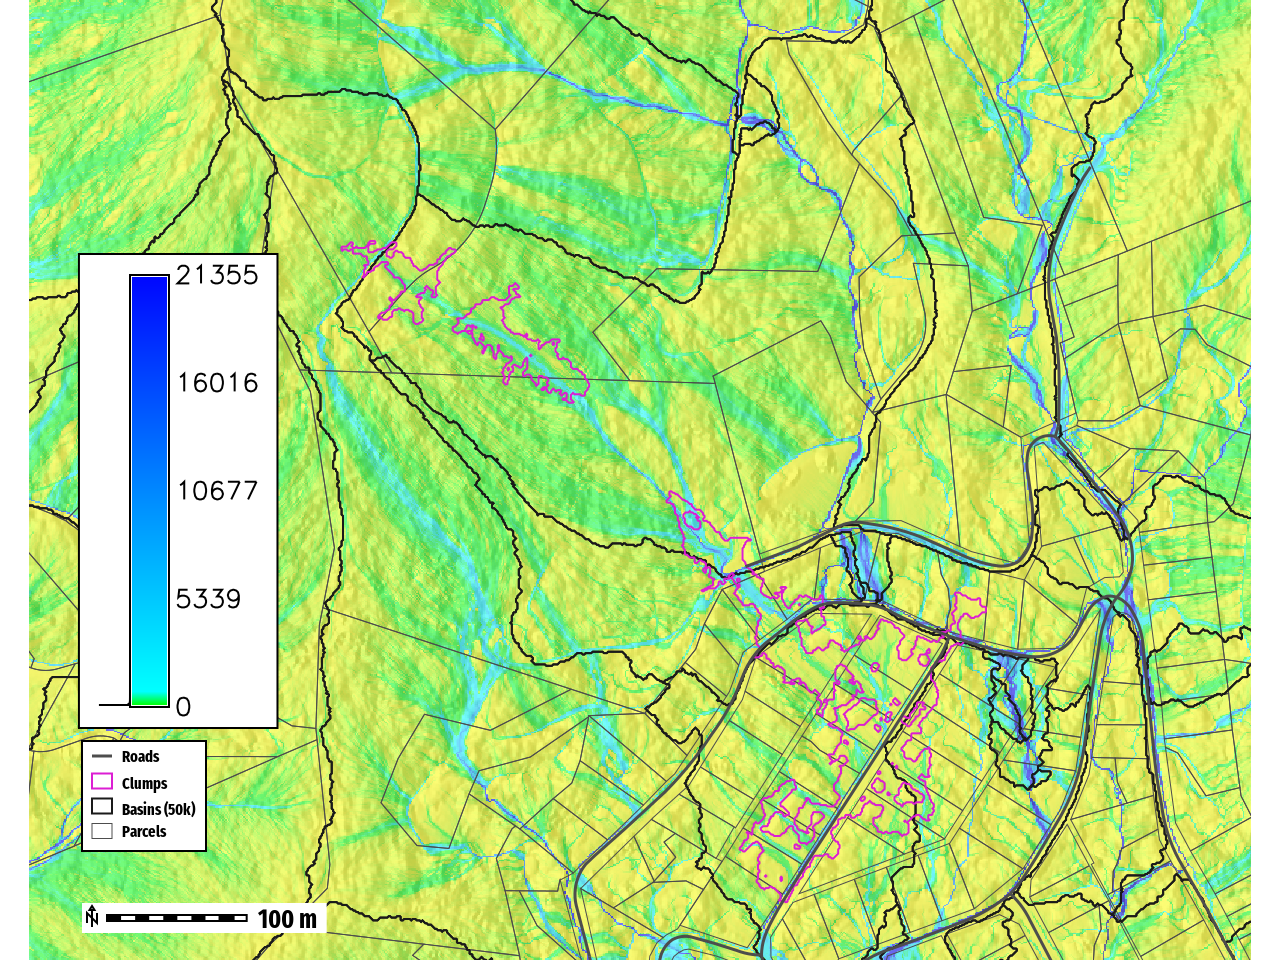 21355
16016
10677
5339
0
Roads
Clumps
Basins (50k)
Parcels
N 100 m